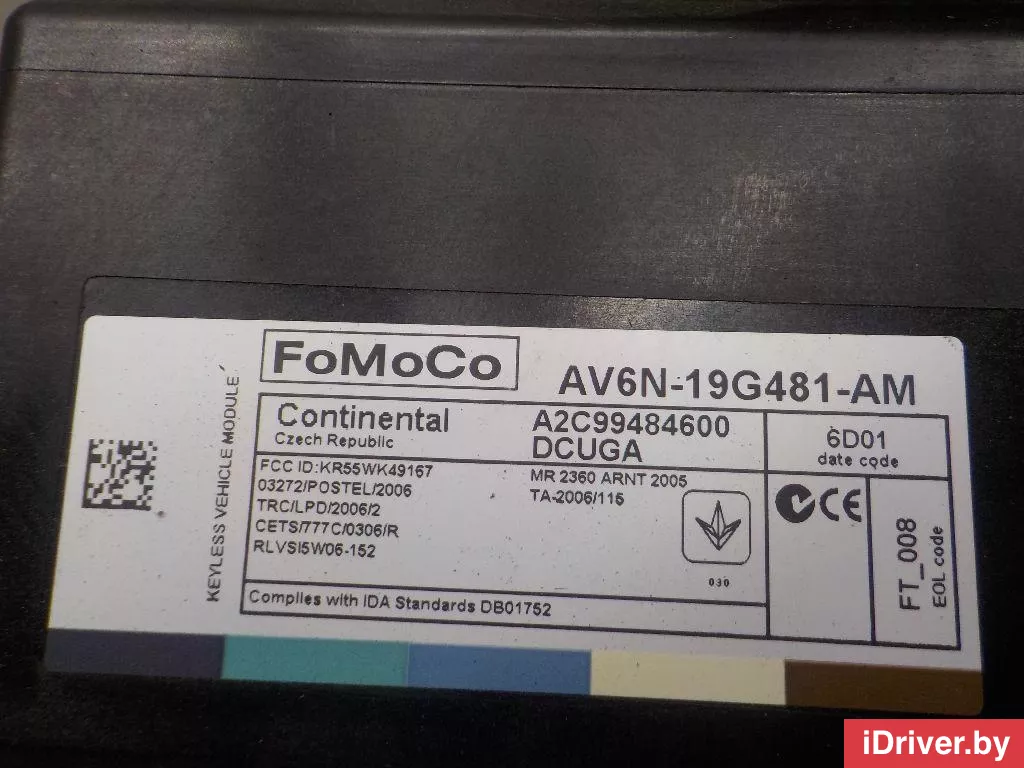 FoMoCo
AV6N-19G481-AM
KEYLESS VEHICLE MODULE
Continental
Czech Republic
A2C99484600
DCUGA
6D01
date code
FCC ID:KR55WK49167
03272/POSTEL/2006
TRC/LPD/2006/2
CETS/777C/0306/R
RLVSI5W06-152
MR 2360 ARNT 2005
TA-2006/115
030
CE
FT_008
EOL code
Complies with IDA Standards DB01752
iDriver.by